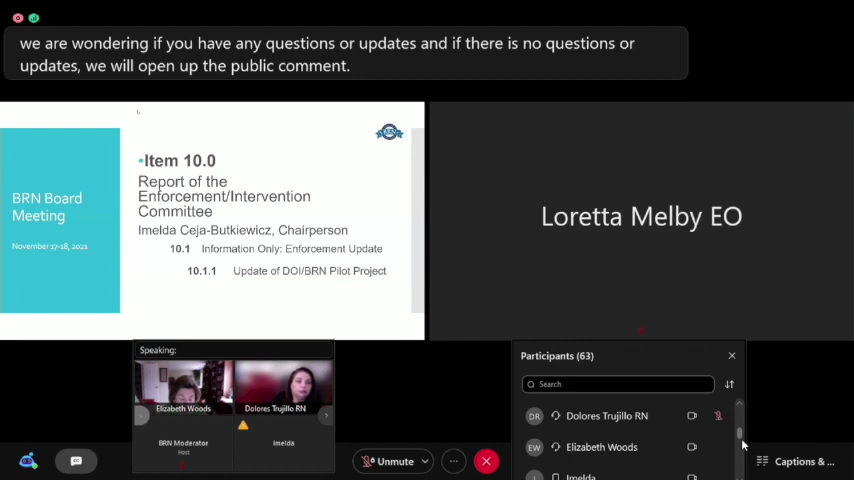 we are wondering if you have any questions or updates and if there is no questions or
updates, we will open up the public comment.
BRN Board
Meeting
November 17-18, 2021
•Item 10.0
Report of the
Enforcement/Intervention
Committee
Imelda Ceja-Butkiewicz, Chairperson
10.1 Information Only: Enforcement Update
10.1.1 Update of DOI/BRN Pilot Project
Loretta Melby EO
Speaking:
Elizabeth Woods
Dolores Trujillo RN
BRN Moderator
Host
Imelda
Participants (63)
Search
DR Dolores Trujillo RN
EW Elizabeth Woods
I Imelda
Unmute
Captions & ...